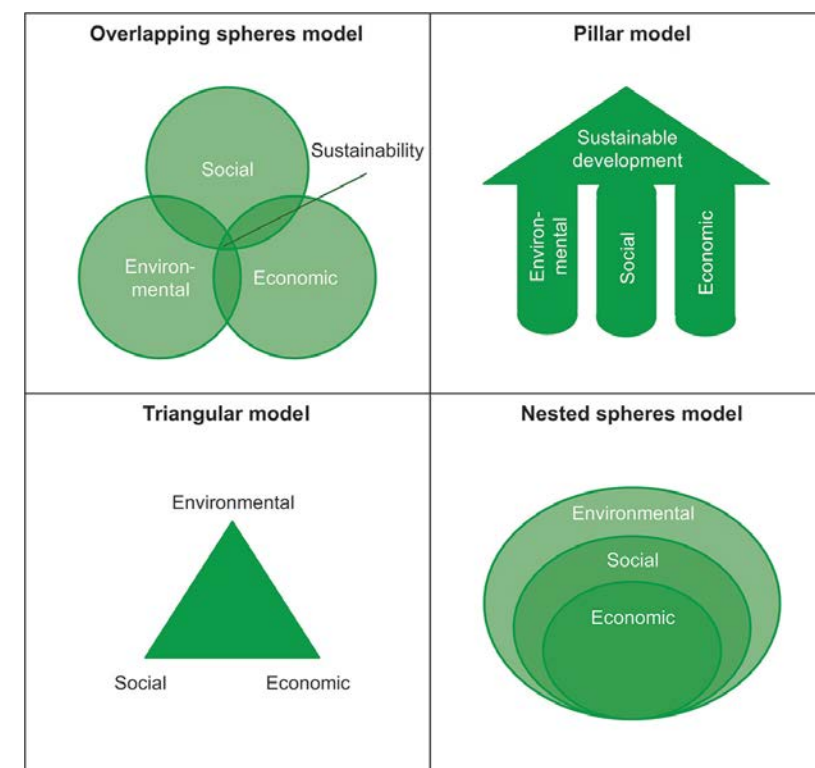 Overlapping spheres model
Social
Sustainability
Environ-
mental
Economic
Pillar model
Sustainable
development
Environ-
mental
Social
Economic
Triangular model
Environmental
Social
Economic
Nested spheres model
Environmental
Social
Economic